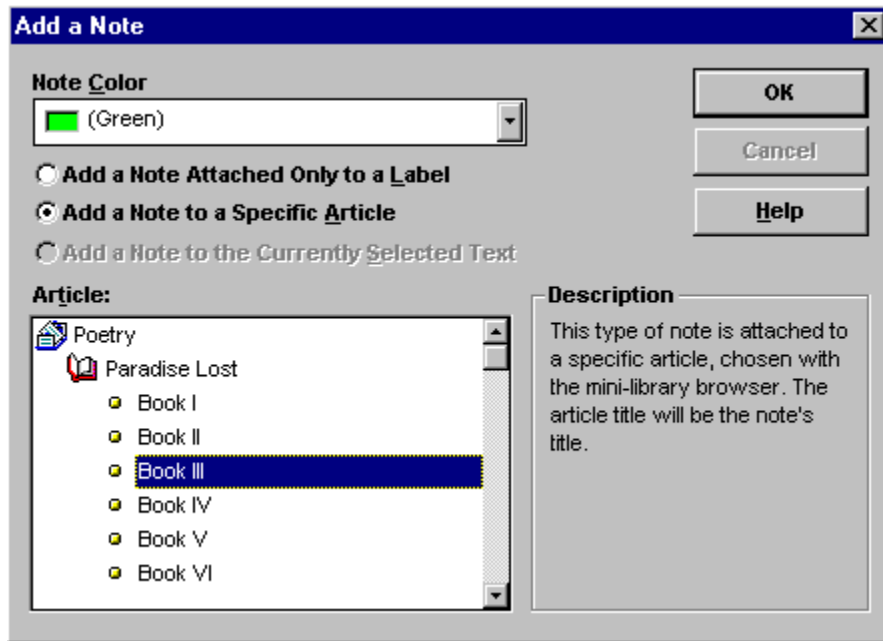 Add a Note
Note Color
(Green)
Add a Note Attached Only to a Label
Add a Note to a Specific Article
Add a Note to the Currently Selected Text
OK
Cancel
Help
Article:
Poetry
Paradise Lost
Book I
Book II
Book III
Book IV
Book V
Book VI
Description
This type of note is attached to
a specific article, chosen with
the mini-library browser. The
article title will be the note's
title.